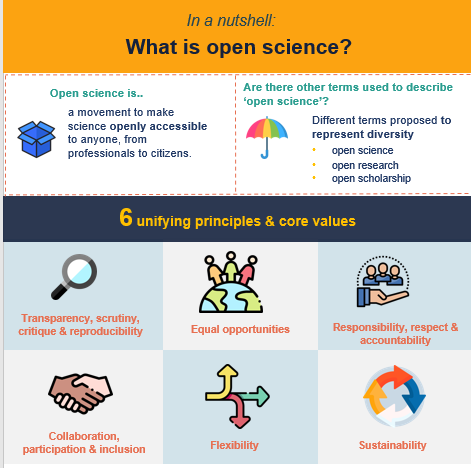 In a nutshell:
What is open science?
Open science is..
a movement to make
science openly accessible
to anyone, from
professionals to citizens.
Are there other terms used to describe
‘open science’?
Different terms proposed to
represent diversity
• open science
• open research
• open scholarship
6 unifying principles & core values
Transparency, scrutiny,
critique & reproducibility
Equal opportunities
Responsibility, respect &
accountability
Collaboration,
participation & inclusion
Flexibility
Sustainability